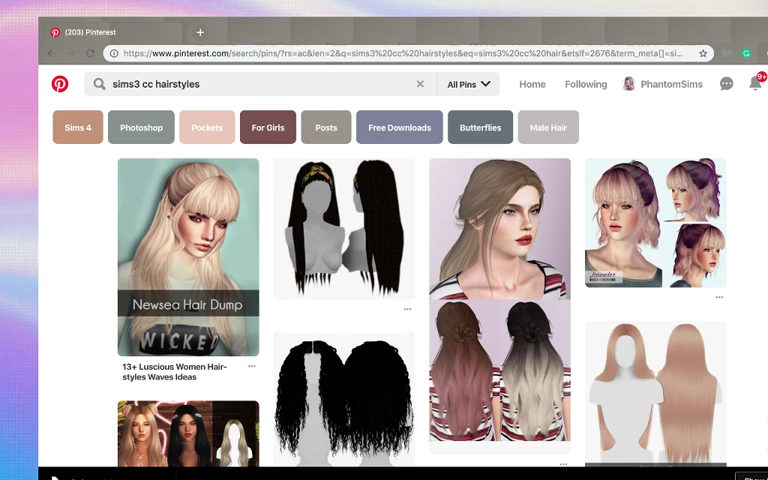 (203) Pinterest
https://www.pinterest.com/search/pins/?rs=ac&len=2&q=sims3%20cc%20hairstyles&eq=sims3%20cc%20hair&etslf=2676&term_meta[]=si...
sims3 cc hairstyles
All Pins
Home
Following
PhantomSims
9+
Sims 4
Photoshop
Pockets
For Girls
Posts
Free Downloads
Butterflies
Male Hair
Newsea Hair Dump
WICKED
13+ Luscious Women Hair-
styles Waves Ideas